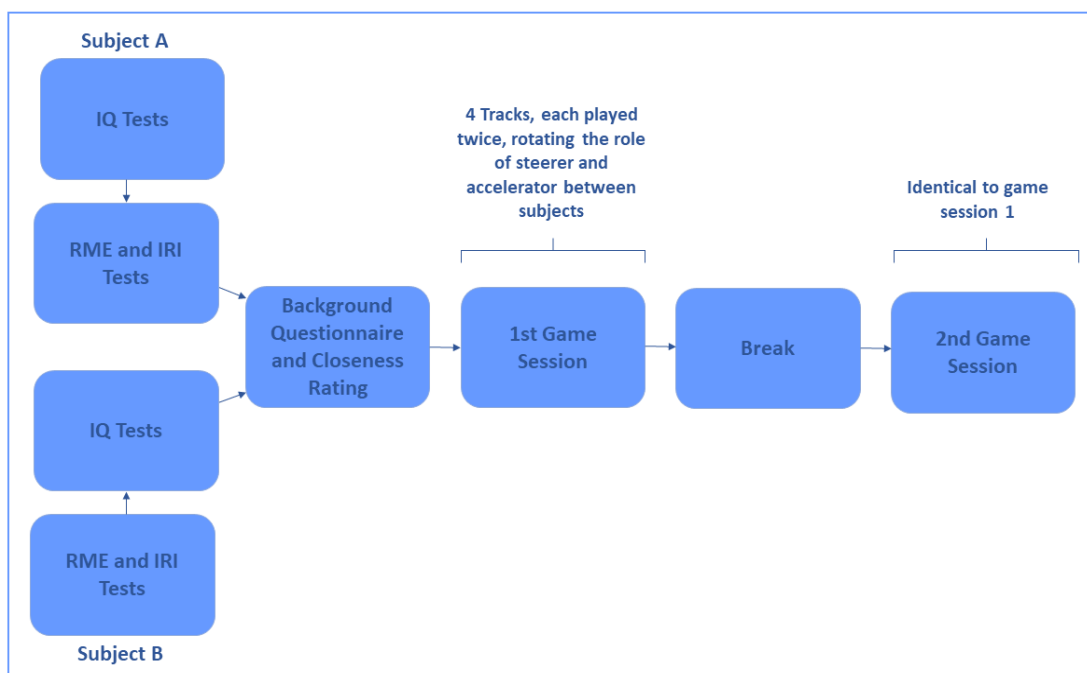 Subject A
IQ Tests
RME and IRI
Tests
IQ Tests
RME and IRI
Tests
Subject B
Background
Questionnaire
and Closeness
Rating
4 Tracks, each played
twice, rotating the role
of steerer and
accelerator between
subjects
1st Game
Session
Break
Identical to game
session 1
2nd Game
Session